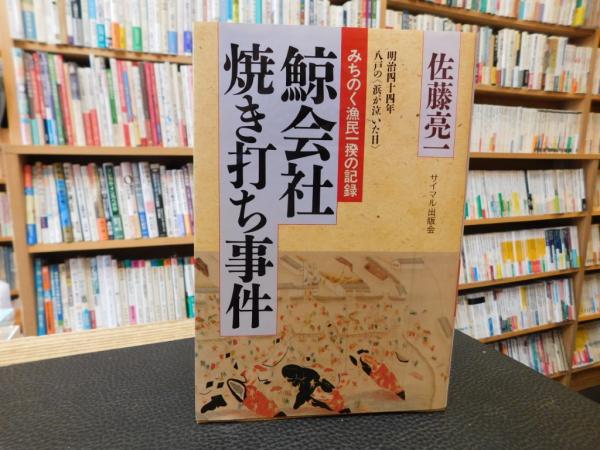 佐藤亮一
サイマル出版会
明治四十四年
八戸の〈浜が泣いた日〉
みちのく漁民一揆の記録
鯨会社
焼き打ち事件